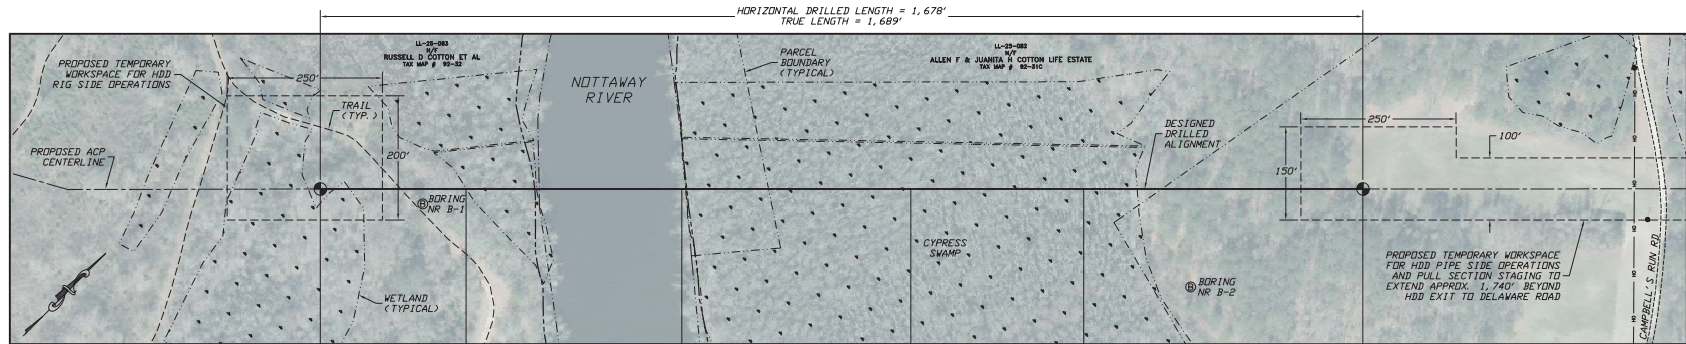 HORIZONTAL DRILLED LENGTH = 1,678'
TRUE LENGTH = 1,689'
PROPOSED TEMPORARY
WORKSPACE FOR HDD
RIG SIDE OPERATIONS
250'
LL-25-083
N/F
RUSSELL D COTTON ET AL
TAX MAP # 92-32
NOTTAWAY
RIVER
PARCEL
BOUNDARY
(TYPICAL)
LL-25-082
N/F
ALLEN F & JUANITA H COTTON LIFE ESTATE
TAX MAP # 92-31C
TRAIL
(TYP.)
200'
PROPOSED ACP
CENTERLINE
DESIGNED
DRILLED
ALIGNMENT
250'
100'
150'
B BORING
NR B-1
CYPRESS
SWAMP
WETLAND
(TYPICAL)
B BORING
NR B-2
PROPOSED TEMPORARY WORKSPACE
FOR HDD PIPE SIDE OPERATIONS
AND PULL SECTION STAGING TO
EXTEND APPROX. 1,740' BEYOND
HDD EXIT TO DELAWARE ROAD
CAMPBELL'S RUN RD.